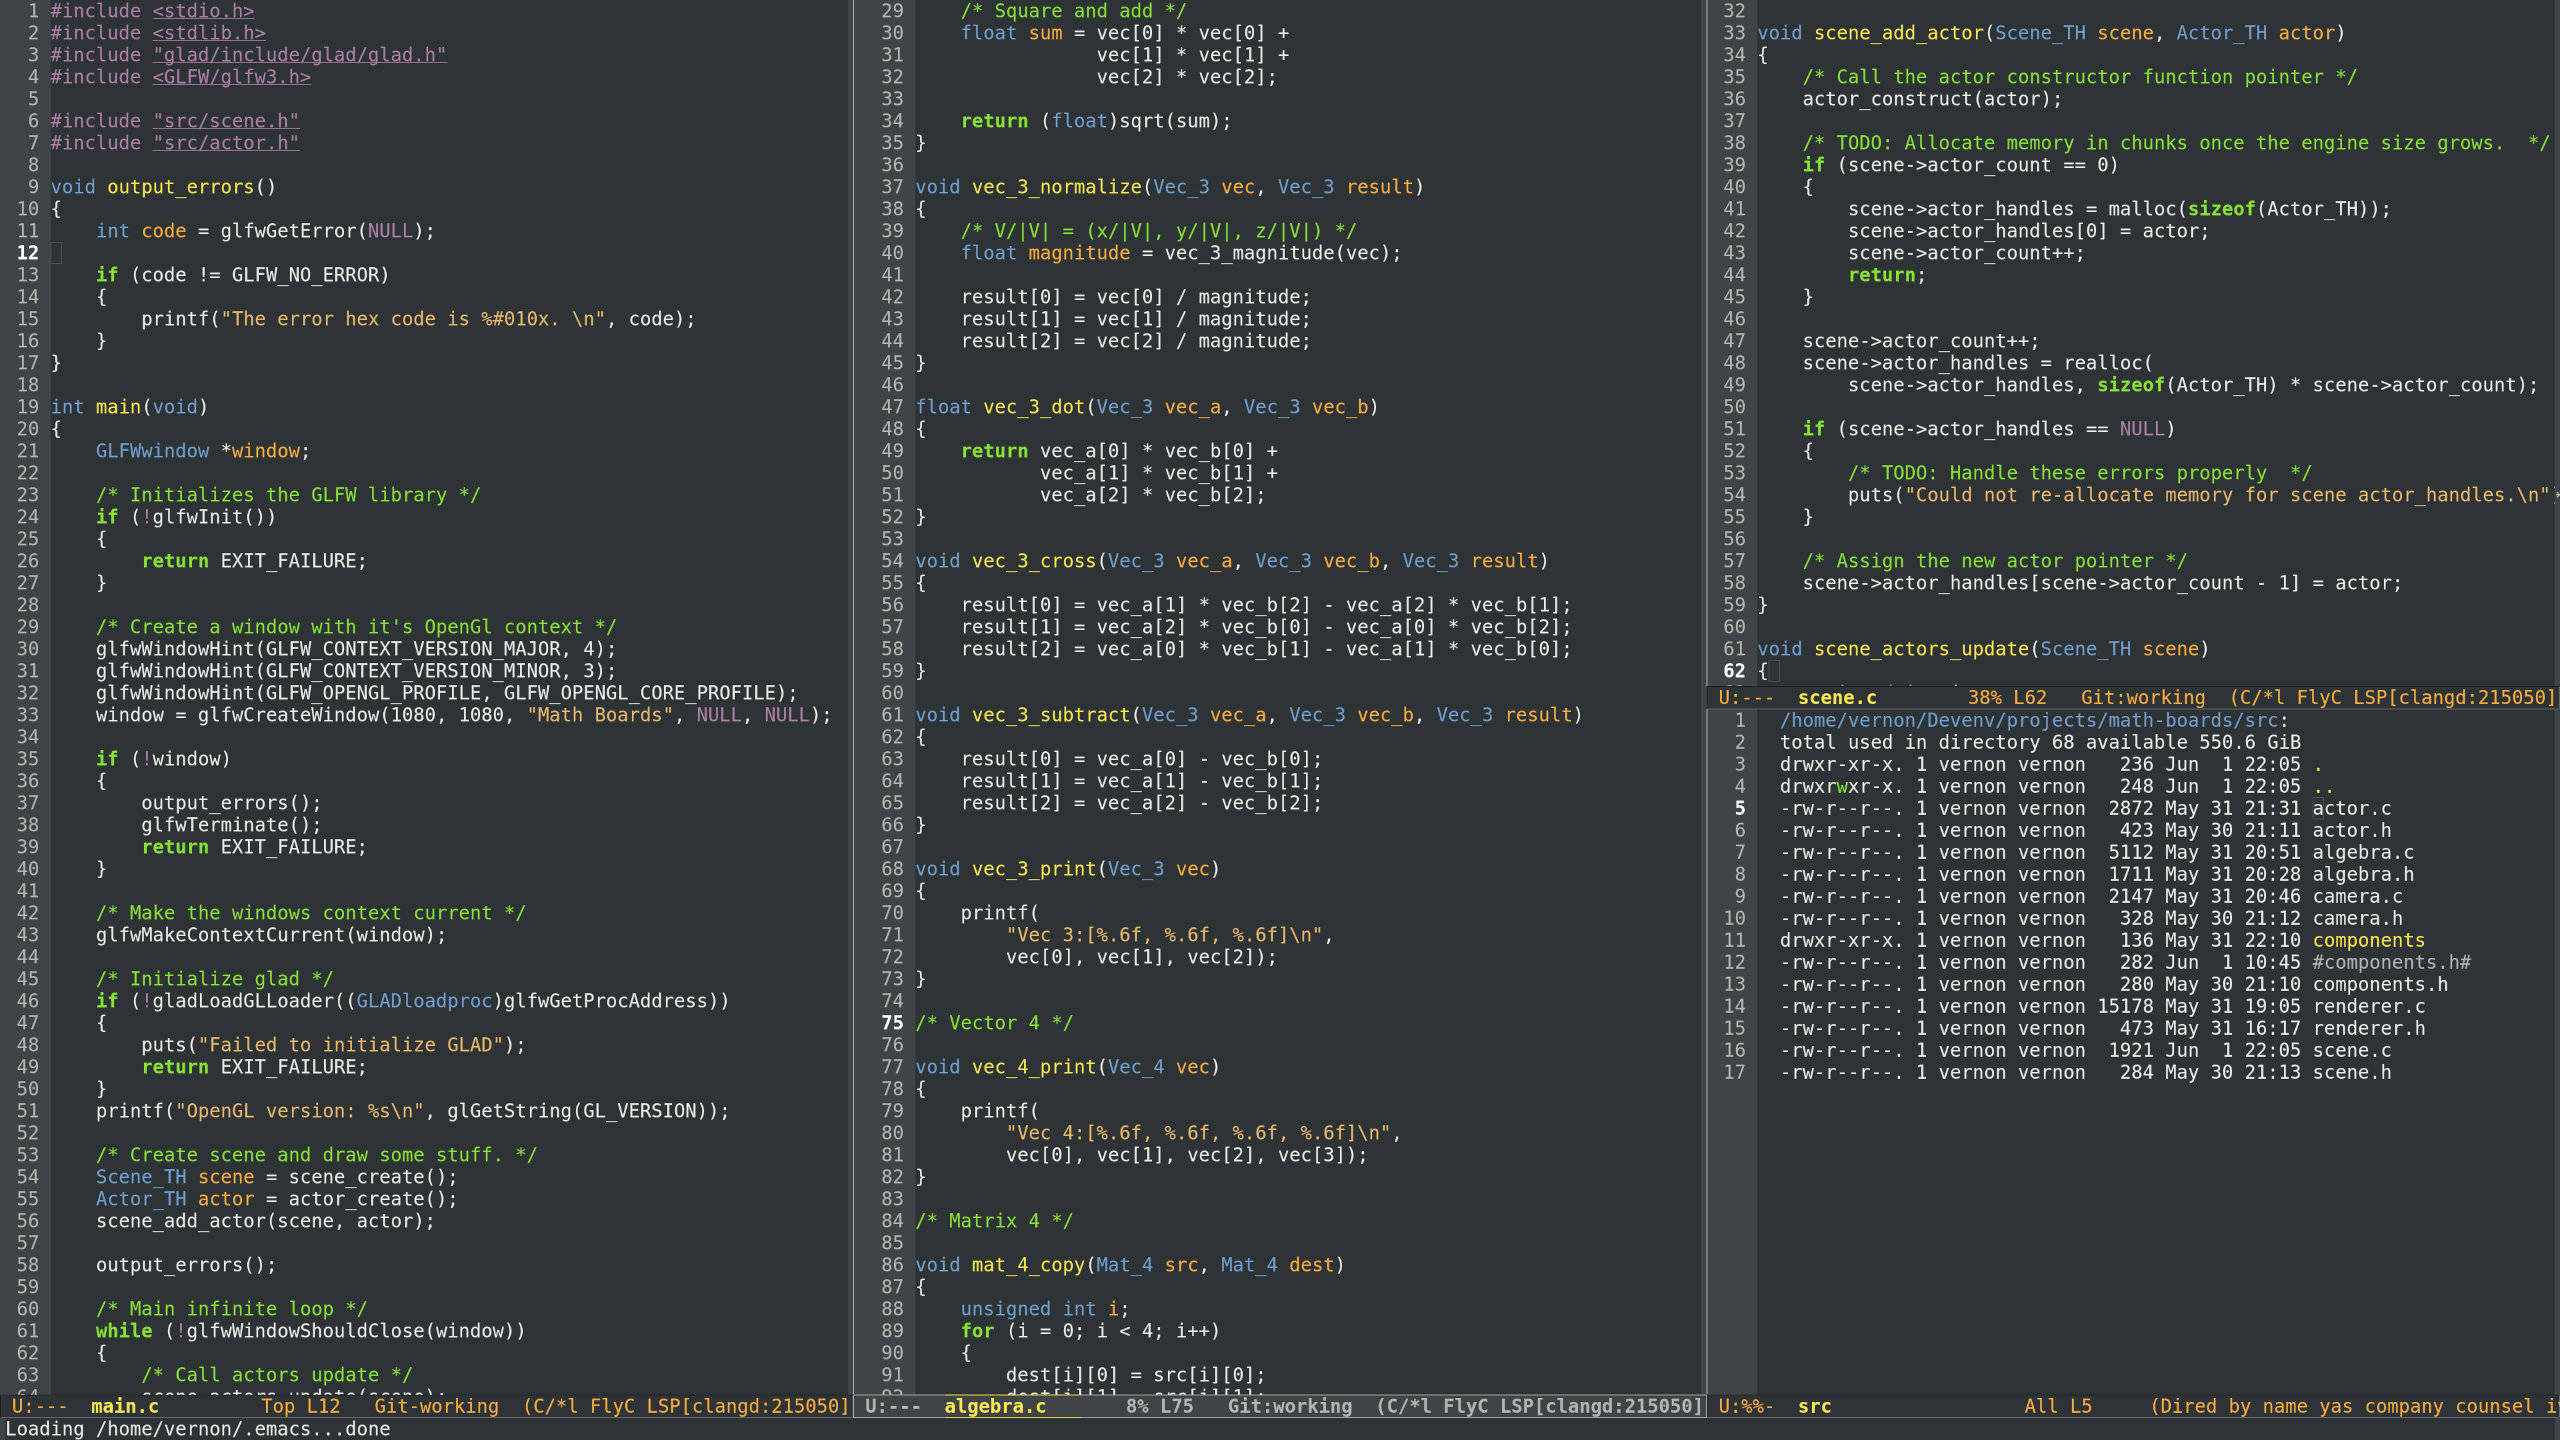 1 #include <stdio.h>
2 #include <stdlib.h>
3 #include "glad/include/glad/glad.h"
4 #include <GLFW/glfw3.h>
5
6 #include "src/scene.h"
7 #include "src/actor.h"
8
9 void output_errors()
10 {
11     int code = glfwGetError(NULL);
12
13     if (code != GLFW_NO_ERROR)
14     {
15         printf("The error hex code is %#010x. \n", code);
16     }
17 }
18
19 int main(void)
20 {
21     GLFWwindow *window;
22
23     /* Initializes the GLFW library */
24     if (!glfwInit())
25     {
26         return EXIT_FAILURE;
27     }
28
29     /* Create a window with it's OpenGl context */
30     glfwWindowHint(GLFW_CONTEXT_VERSION_MAJOR, 4);
31     glfwWindowHint(GLFW_CONTEXT_VERSION_MINOR, 3);
32     glfwWindowHint(GLFW_OPENGL_PROFILE, GLFW_OPENGL_CORE_PROFILE);
33     window = glfwCreateWindow(1080, 1080, "Math Boards", NULL, NULL);
34
35     if (!window)
36     {
37         output_errors();
38         glfwTerminate();
39         return EXIT_FAILURE;
40     }
41
42     /* Make the windows context current */
43     glfwMakeContextCurrent(window);
44
45     /* Initialize glad */
46     if (!gladLoadGLLoader((GLADloadproc)glfwGetProcAddress))
47     {
48         puts("Failed to initialize GLAD");
49         return EXIT_FAILURE;
50     }
51     printf("OpenGL version: %s\n", glGetString(GL_VERSION));
52
53     /* Create scene and draw some stuff. */
54     Scene_TH scene = scene_create();
55     Actor_TH actor = actor_create();
56     scene_add_actor(scene, actor);
57
58     output_errors();
59
60     /* Main infinite loop */
61     while (!glfwWindowShouldClose(window))
62     {
63         /* Call actors update */
64         scene_actors_update(scene);
U:---  main.c         Top L12   Git-working  (C/*l FlyC LSP[clangd:215050]
Loading /home/vernon/.emacs...done
29     /* Square and add */
30     float sum = vec[0] * vec[0] +
31                 vec[1] * vec[1] +
32                 vec[2] * vec[2];
33
34     return (float)sqrt(sum);
35 }
36
37 void vec_3_normalize(Vec_3 vec, Vec_3 result)
38 {
39     /* V/|V| = (x/|V|, y/|V|, z/|V|) */
40     float magnitude = vec_3_magnitude(vec);
41
42     result[0] = vec[0] / magnitude;
43     result[1] = vec[1] / magnitude;
44     result[2] = vec[2] / magnitude;
45 }
46
47 float vec_3_dot(Vec_3 vec_a, Vec_3 vec_b)
48 {
49     return vec_a[0] * vec_b[0] +
50            vec_a[1] * vec_b[1] +
51            vec_a[2] * vec_b[2];
52 }
53
54 void vec_3_cross(Vec_3 vec_a, Vec_3 vec_b, Vec_3 result)
55 {
56     result[0] = vec_a[1] * vec_b[2] - vec_a[2] * vec_b[1];
57     result[1] = vec_a[2] * vec_b[0] - vec_a[0] * vec_b[2];
58     result[2] = vec_a[0] * vec_b[1] - vec_a[1] * vec_b[0];
59 }
60
61 void vec_3_subtract(Vec_3 vec_a, Vec_3 vec_b, Vec_3 result)
62 {
63     result[0] = vec_a[0] - vec_b[0];
64     result[1] = vec_a[1] - vec_b[1];
65     result[2] = vec_a[2] - vec_b[2];
66 }
67
68 void vec_3_print(Vec_3 vec)
69 {
70     printf(
71         "Vec 3:[%.6f, %.6f, %.6f]\n",
72         vec[0], vec[1], vec[2]);
73 }
74
75 /* Vector 4 */
76
77 void vec_4_print(Vec_4 vec)
78 {
79     printf(
80         "Vec 4:[%.6f, %.6f, %.6f, %.6f]\n",
81         vec[0], vec[1], vec[2], vec[3]);
82 }
83
84 /* Matrix 4 */
85
86 void mat_4_copy(Mat_4 src, Mat_4 dest)
87 {
88     unsigned int i;
89     for (i = 0; i < 4; i++)
90     {
91         dest[i][0] = src[i][0];
92         dest[i][1] = src[i][1];
U:---  algebra.c       8% L75   Git:working  (C/*l FlyC LSP[clangd:215050]
32
33 void scene_add_actor(Scene_TH scene, Actor_TH actor)
34 {
35     /* Call the actor constructor function pointer */
36     actor_construct(actor);
37
38     /* TODO: Allocate memory in chunks once the engine size grows.  */
39     if (scene->actor_count == 0)
40     {
41         scene->actor_handles = malloc(sizeof(Actor_TH));
42         scene->actor_handles[0] = actor;
43         scene->actor_count++;
44         return;
45     }
46
47     scene->actor_count++;
48     scene->actor_handles = realloc(
49         scene->actor_handles, sizeof(Actor_TH) * scene->actor_count);
50
51     if (scene->actor_handles == NULL)
52     {
53         /* TODO: Handle these errors properly  */
54         puts("Could not re-allocate memory for scene actor_handles.\n"
55     }
56
57     /* Assign the new actor pointer */
58     scene->actor_handles[scene->actor_count - 1] = actor;
59 }
60
61 void scene_actors_update(Scene_TH scene)
62 {
U:---  scene.c        38% L62   Git:working  (C/*l FlyC LSP[clangd:215050]
1   /home/vernon/Devenv/projects/math-boards/src:
2   total used in directory 68 available 550.6 GiB
3   drwxr-xr-x. 1 vernon vernon   236 Jun  1 22:05 .
4   drwxrwxr-x. 1 vernon vernon   248 Jun  1 22:05 ..
5   -rw-r--r--. 1 vernon vernon  2872 May 31 21:31 actor.c
6   -rw-r--r--. 1 vernon vernon   423 May 30 21:11 actor.h
7   -rw-r--r--. 1 vernon vernon  5112 May 31 20:51 algebra.c
8   -rw-r--r--. 1 vernon vernon  1711 May 31 20:28 algebra.h
9   -rw-r--r--. 1 vernon vernon  2147 May 31 20:46 camera.c
10   -rw-r--r--. 1 vernon vernon   328 May 30 21:12 camera.h
11   drwxr-xr-x. 1 vernon vernon   136 May 31 22:10 components
12   -rw-r--r--. 1 vernon vernon   282 Jun  1 10:45 #components.h#
13   -rw-r--r--. 1 vernon vernon   280 May 30 21:10 components.h
14   -rw-r--r--. 1 vernon vernon 15178 May 31 19:05 renderer.c
15   -rw-r--r--. 1 vernon vernon   473 May 31 16:17 renderer.h
16   -rw-r--r--. 1 vernon vernon  1921 Jun  1 22:05 scene.c
17   -rw-r--r--. 1 vernon vernon   284 May 30 21:13 scene.h
U:%%-  src                 All L5     (Dired by name yas company counsel i